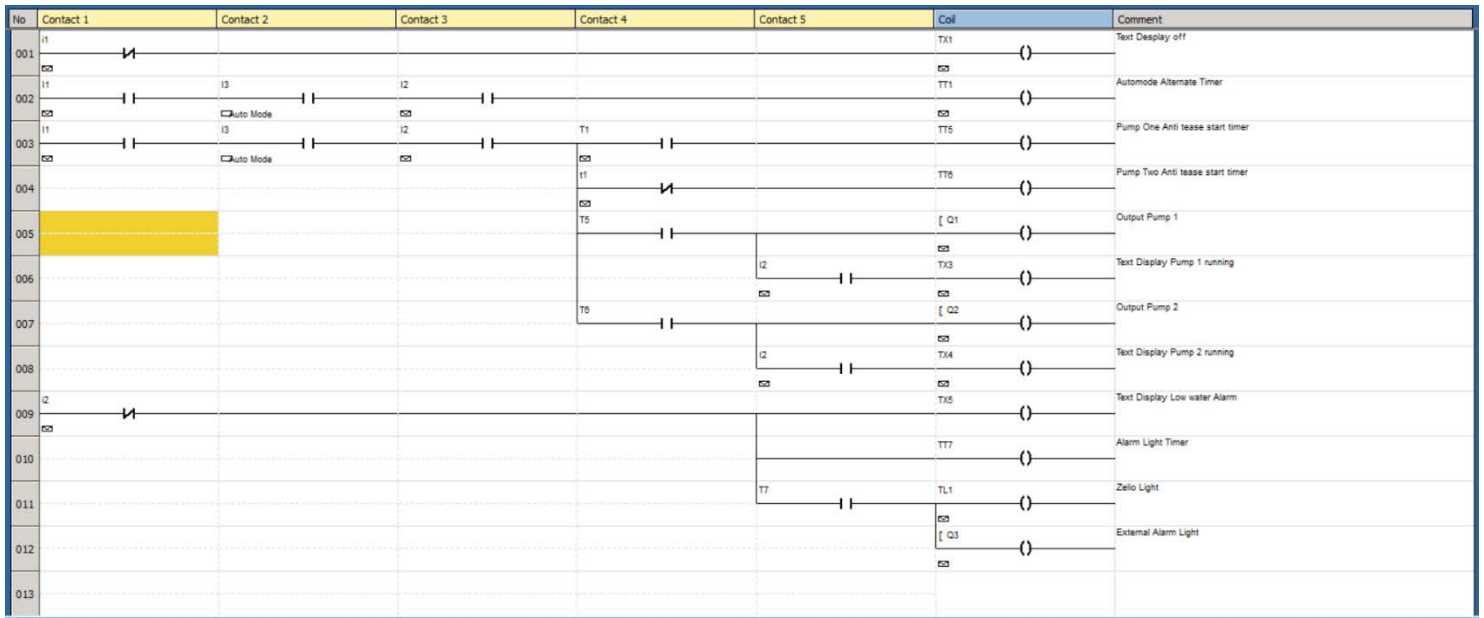 No Contact 1 Contact 2 Contact 3 Contact 4 Contact 5 Coil Comment
001 i1 TX1 Text Desplay off
002 I1 I3 I2 TT1 Automode Alternate Timer
Auto Mode
003 I1 I3 I2 T1 TT5 Pump One Anti tease start timer
Auto Mode
004 t1 TT6 Pump Two Anti tease start timer
005 T5 [ Q1 Output Pump 1
006 I2 TX3 Text Display Pump 1 running
007 T6 [ Q2 Output Pump 2
008 I2 TX4 Text Display Pump 2 running
009 i2 TX5 Text Display Low water Alarm
010 TT7 Alarm Light Timer
011 T7 TL1 Zelio Light
012 [ Q3 External Alarm Light
013